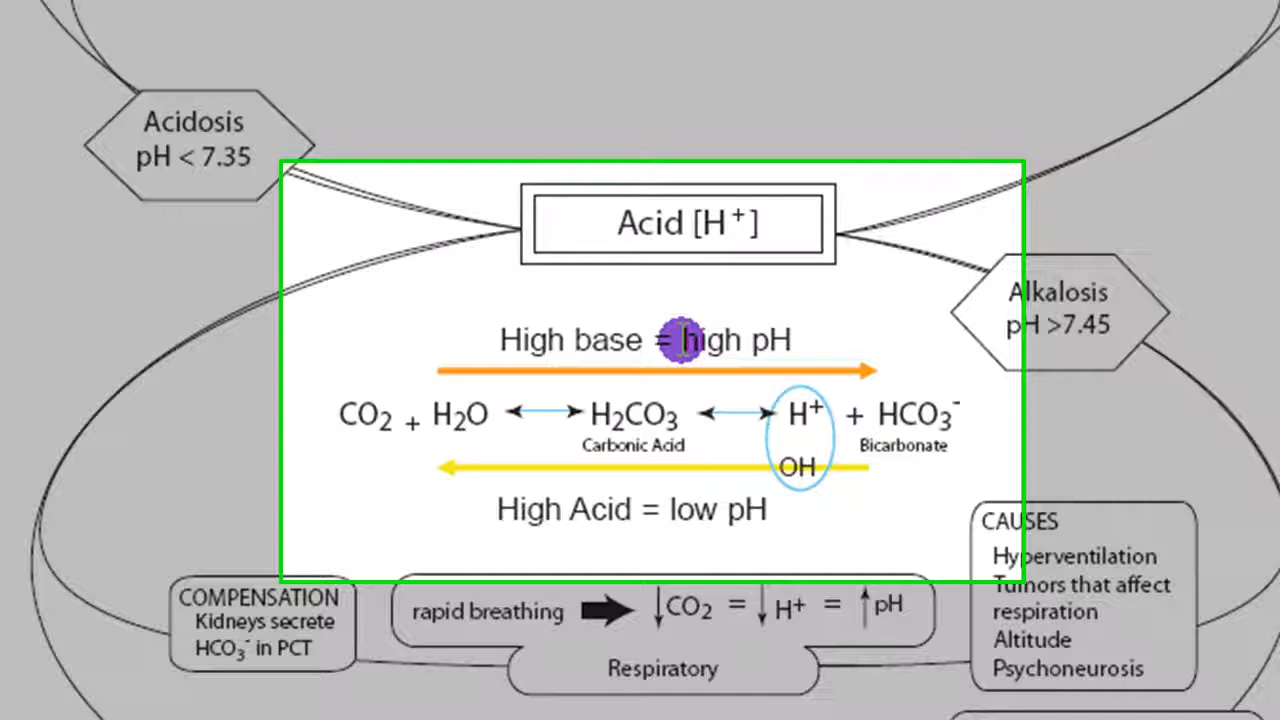 Acidosis
pH < 7.35
Acid [H⁺]
Alkalosis
pH >7.45
High base = high pH
CO₂ + H₂O ⟷ H₂CO₃ ⟷ H⁺ + HCO₃⁻
Carbonic Acid
Bicarbonate
OH
High Acid = low pH
CAUSES
Hyperventilation
Tumors that affect
respiration
Altitude
Psychoneurosis
COMPENSATION
Kidneys secrete
HCO₃⁻ in PCT
rapid breathing ➡ ↓CO₂ = ↓H⁺ = ↑pH
Respiratory